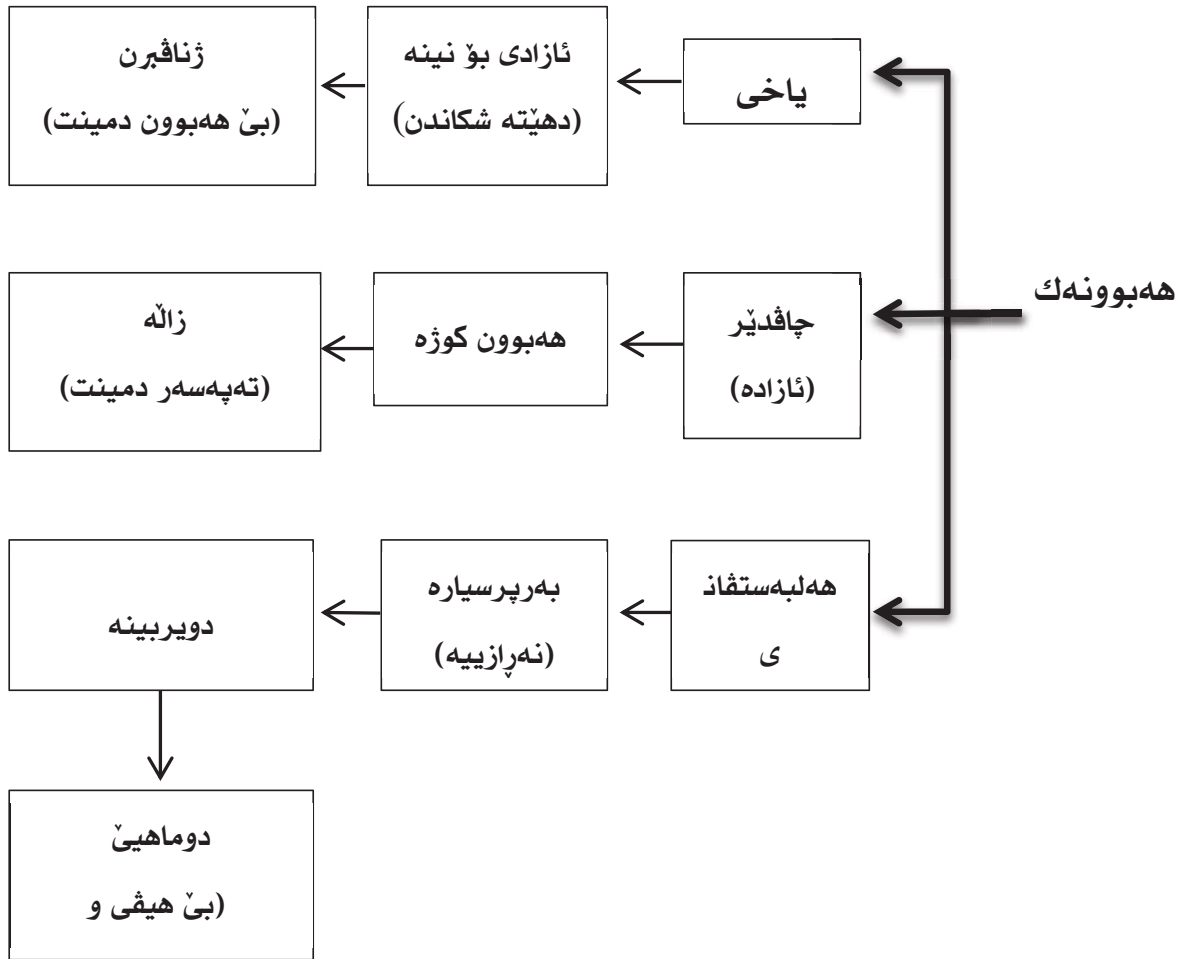 هەبوونەك
یاخی
ئازادی بۆ نینە
(دهێتە شکاندن)
ژناڤبرن
(بێ هەبوون دمینت)
چاڤدێر
(ئازادە)
هەبوون کوژە
زاڵە
(تەپەسەر دمینت)
هەلبەستڤاند
ی
بەرپرسیارە
(نەڕازییە)
دویربینە
دوماهیێ
(بێ هیڤی و